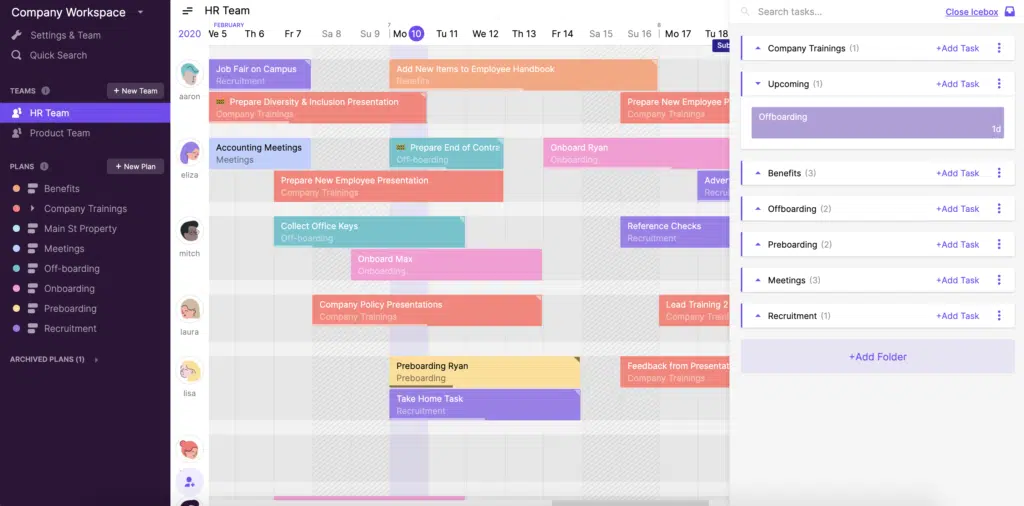 Company Workspace
Settings & Team
Quick Search
TEAMS
+ New Team
HR Team
Product Team
PLANS
+ New Plan
Benefits
Company Trainings
Main St Property
Meetings
Off-boarding
Onboarding
Preboarding
Recruitment
ARCHIVED PLANS (1)
HR Team
FEBRUARY
7
8
2020
We 5
Th 6
Fr 7
Sa 8
Su 9
Mo 10
Tu 11
We 12
Th 13
Fr 14
Sa 15
Su 16
Mo 17
Tu 18
Sub
aaron
Job Fair on Campus
Recruitment
Add New Items to Employee Handbook
Benefits
Prepare Diversity & Inclusion Presentation
Company Trainings
Prepare New Employee P
Company Trainings
eliza
Accounting Meetings
Meetings
Prepare End of Contra
Off-boarding
Onboard Ryan
Onboarding
Prepare New Employee Presentation
Company Trainings
Adver
Recruitment
mitch
Collect Office Keys
Off-boarding
Reference Checks
Recruitment
Onboard Max
Onboarding
laura
Company Policy Presentations
Company Trainings
Lead Training 2
Company Trainin
lisa
Preboarding Ryan
Preboarding
Feedback from Presentat
Company Trainings
Take Home Task
Recruitment
Search tasks...
Close Icebox
Company Trainings (1)
+Add Task
Upcoming (1)
+Add Task
Offboarding
1d
Benefits (3)
+Add Task
Offboarding (2)
+Add Task
Preboarding (2)
+Add Task
Meetings (3)
+Add Task
Recruitment (1)
+Add Task
+Add Folder